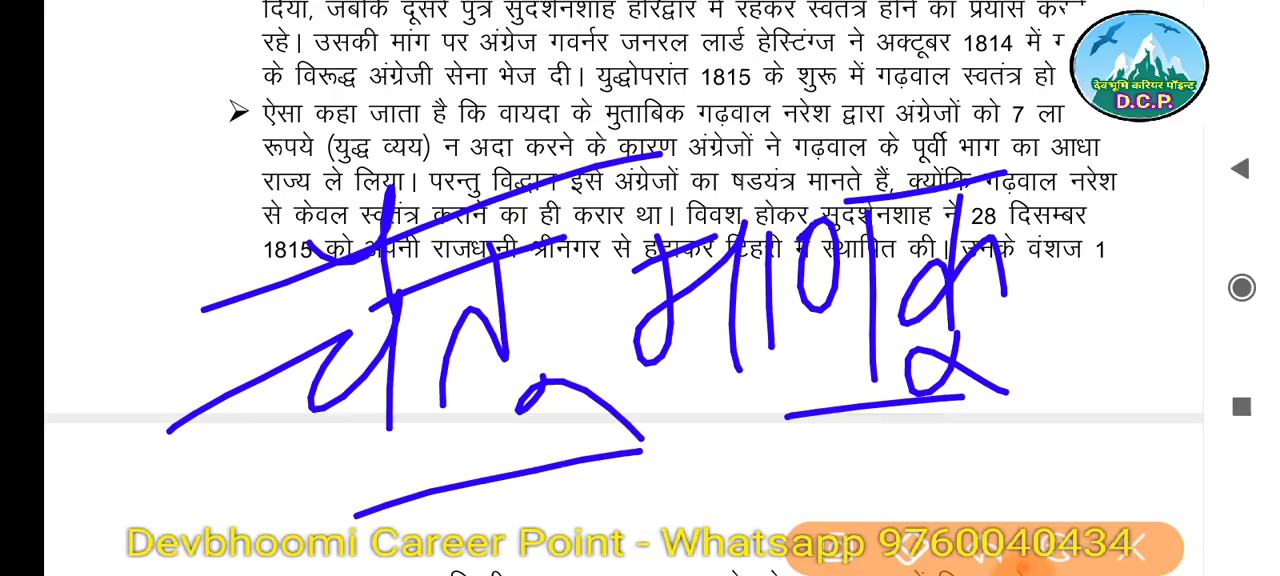 दिया, जबकि दूसरे पुत्र सुदर्शनशाह हरिद्वार में रहकर स्वतंत्र होने का प्रयास
रहे। उसकी मांग पर अंग्रेज गवर्नर जनरल लार्ड हेस्टिंग्ज ने अक्टूबर 1814 में ग
के विरूद्ध अंग्रेजी सेना भेज दी। युद्धोपरांत 1815 के शुरू में गढ़वाल स्वतंत्र हो
देवभूमि करियर पॉइन्ट
D.C.P.
➢ ऐसा कहा जाता है कि वायदा के मुताबिक गढ़वाल नरेश द्वारा अंग्रेजों को 7 ला
रूपये (युद्ध व्यय) न अदा करने के कारण अंग्रेजों ने गढ़वाल के पूर्वी भाग का आधा
राज्य ले लिया। परन्तु विद्धान इसे अंग्रेजों का षडयंत्र मानते हैं, क्योंकि गढ़वाल नरेश
से केवल स्वतंत्र कराने का ही करार था। विवश होकर सुदर्शनशाह ने 28 दिसम्बर
1815 को अपनी राजधानी श्रीनगर से हटाकर टिहरी में स्थापित की। उनके वंशज 1
चैतू माणकू
Devbhoomi Career Point - Whatsapp 9760040434